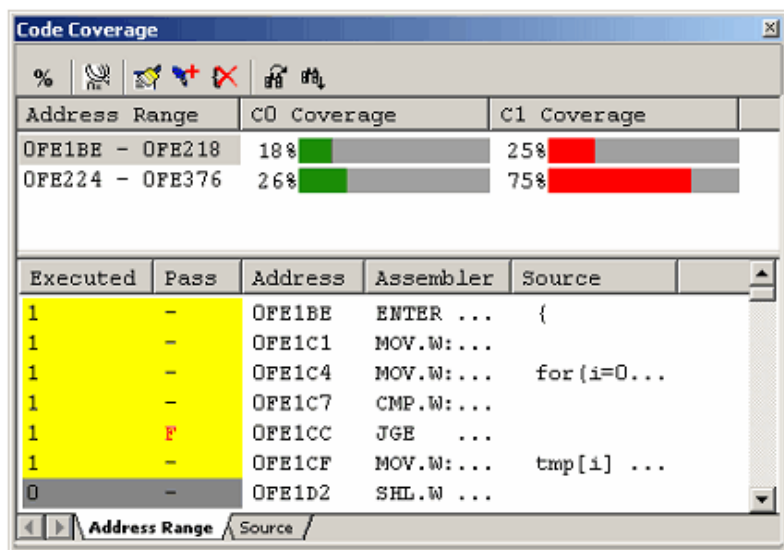 Code Coverage
%
Address Range C0 Coverage C1 Coverage
0FE1BE - 0FE218 18% 25%
0FE224 - 0FE376 26% 75%
Executed Pass Address Assembler Source
1 - 0FE1BE ENTER ... {
1 - 0FE1C1 MOV.W:...
1 - 0FE1C4 MOV.W:... for(i=0...
1 - 0FE1C7 CMP.W:...
1 F 0FE1CC JGE ...
1 - 0FE1CF MOV.W:... tmp[i] ...
0 - 0FE1D2 SHL.W ...
Address Range Source